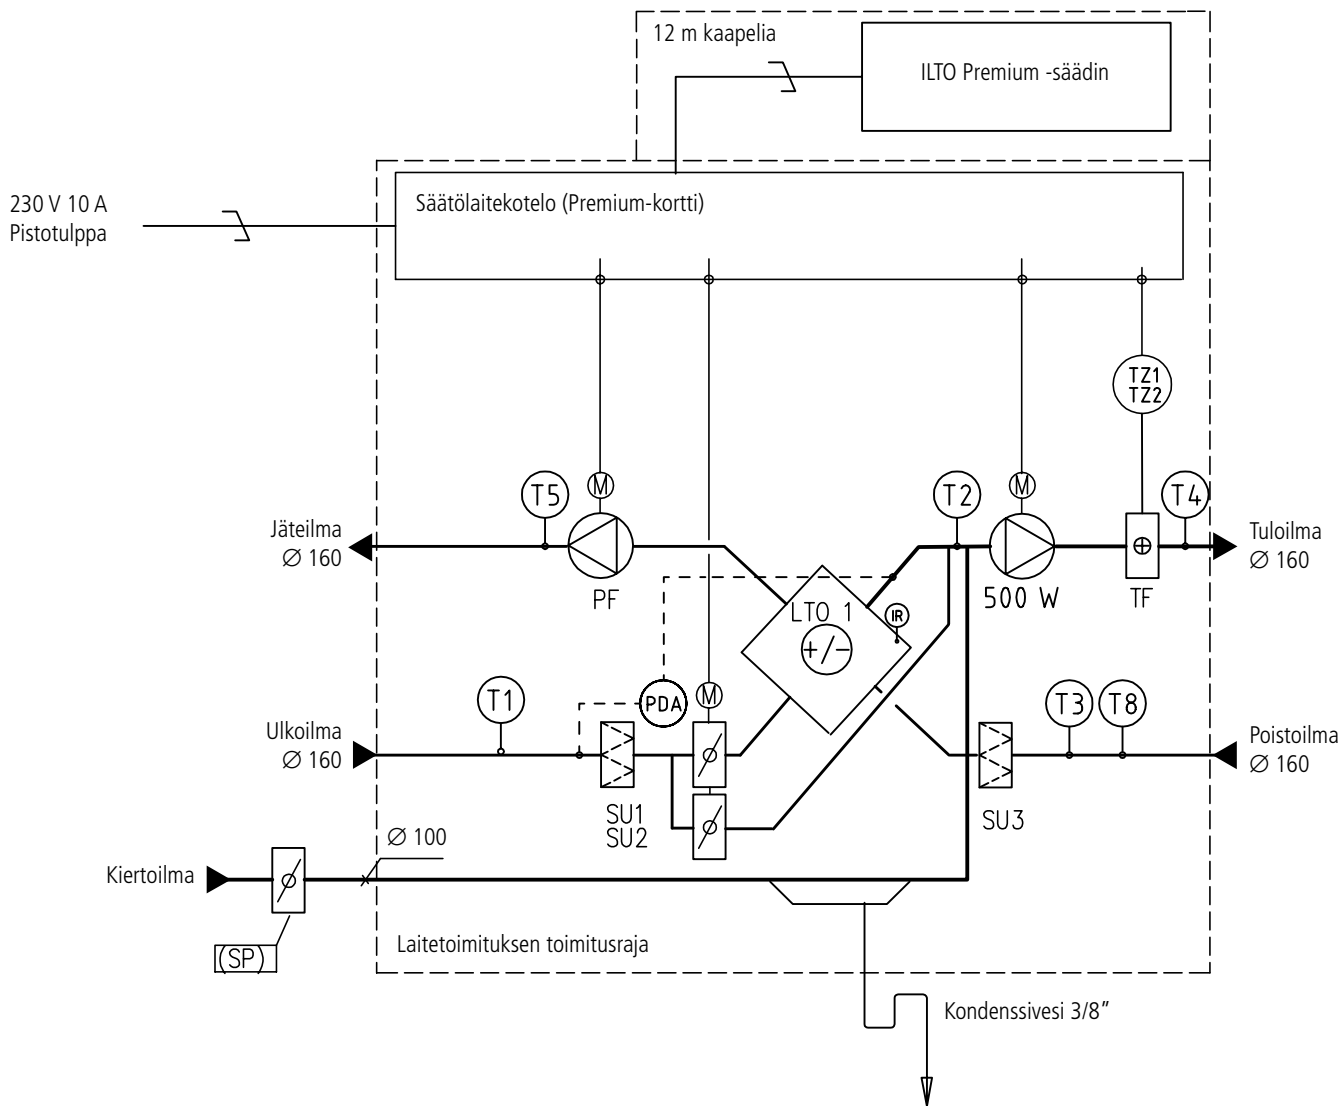 12 m kaapelia
ILTO Premium -säädin
230 V 10 A
Pistotulppa
Säätölaitekotelo (Premium-kortti)
TZ1
TZ2
T5
M
T2
M
T4
Jäteilma
Ø 160
PF
LTO 1
+/-
IR
500 W
TF
Tuloilma
Ø 160
T1
PDA
M
T3
T8
Ulkoilma
Ø 160
Poistoilma
Ø 160
SU1
SU2
SU3
Ø 100
Kiertoilma
(SP)
Laitetoimituksen toimitusraja
Kondenssivesi 3/8”